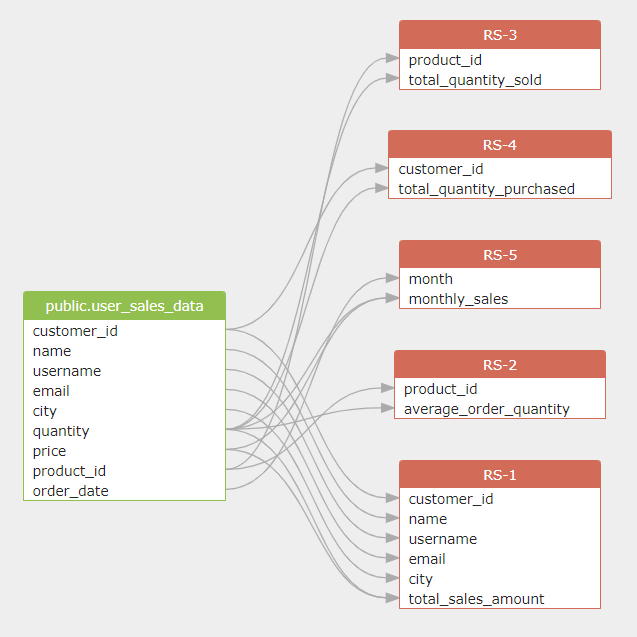 public.user_sales_data
customer_id
name
username
email
city
quantity
price
product_id
order_date
RS-3
product_id
total_quantity_sold
RS-4
customer_id
total_quantity_purchased
RS-5
month
monthly_sales
RS-2
product_id
average_order_quantity
RS-1
customer_id
name
username
email
city
total_sales_amount